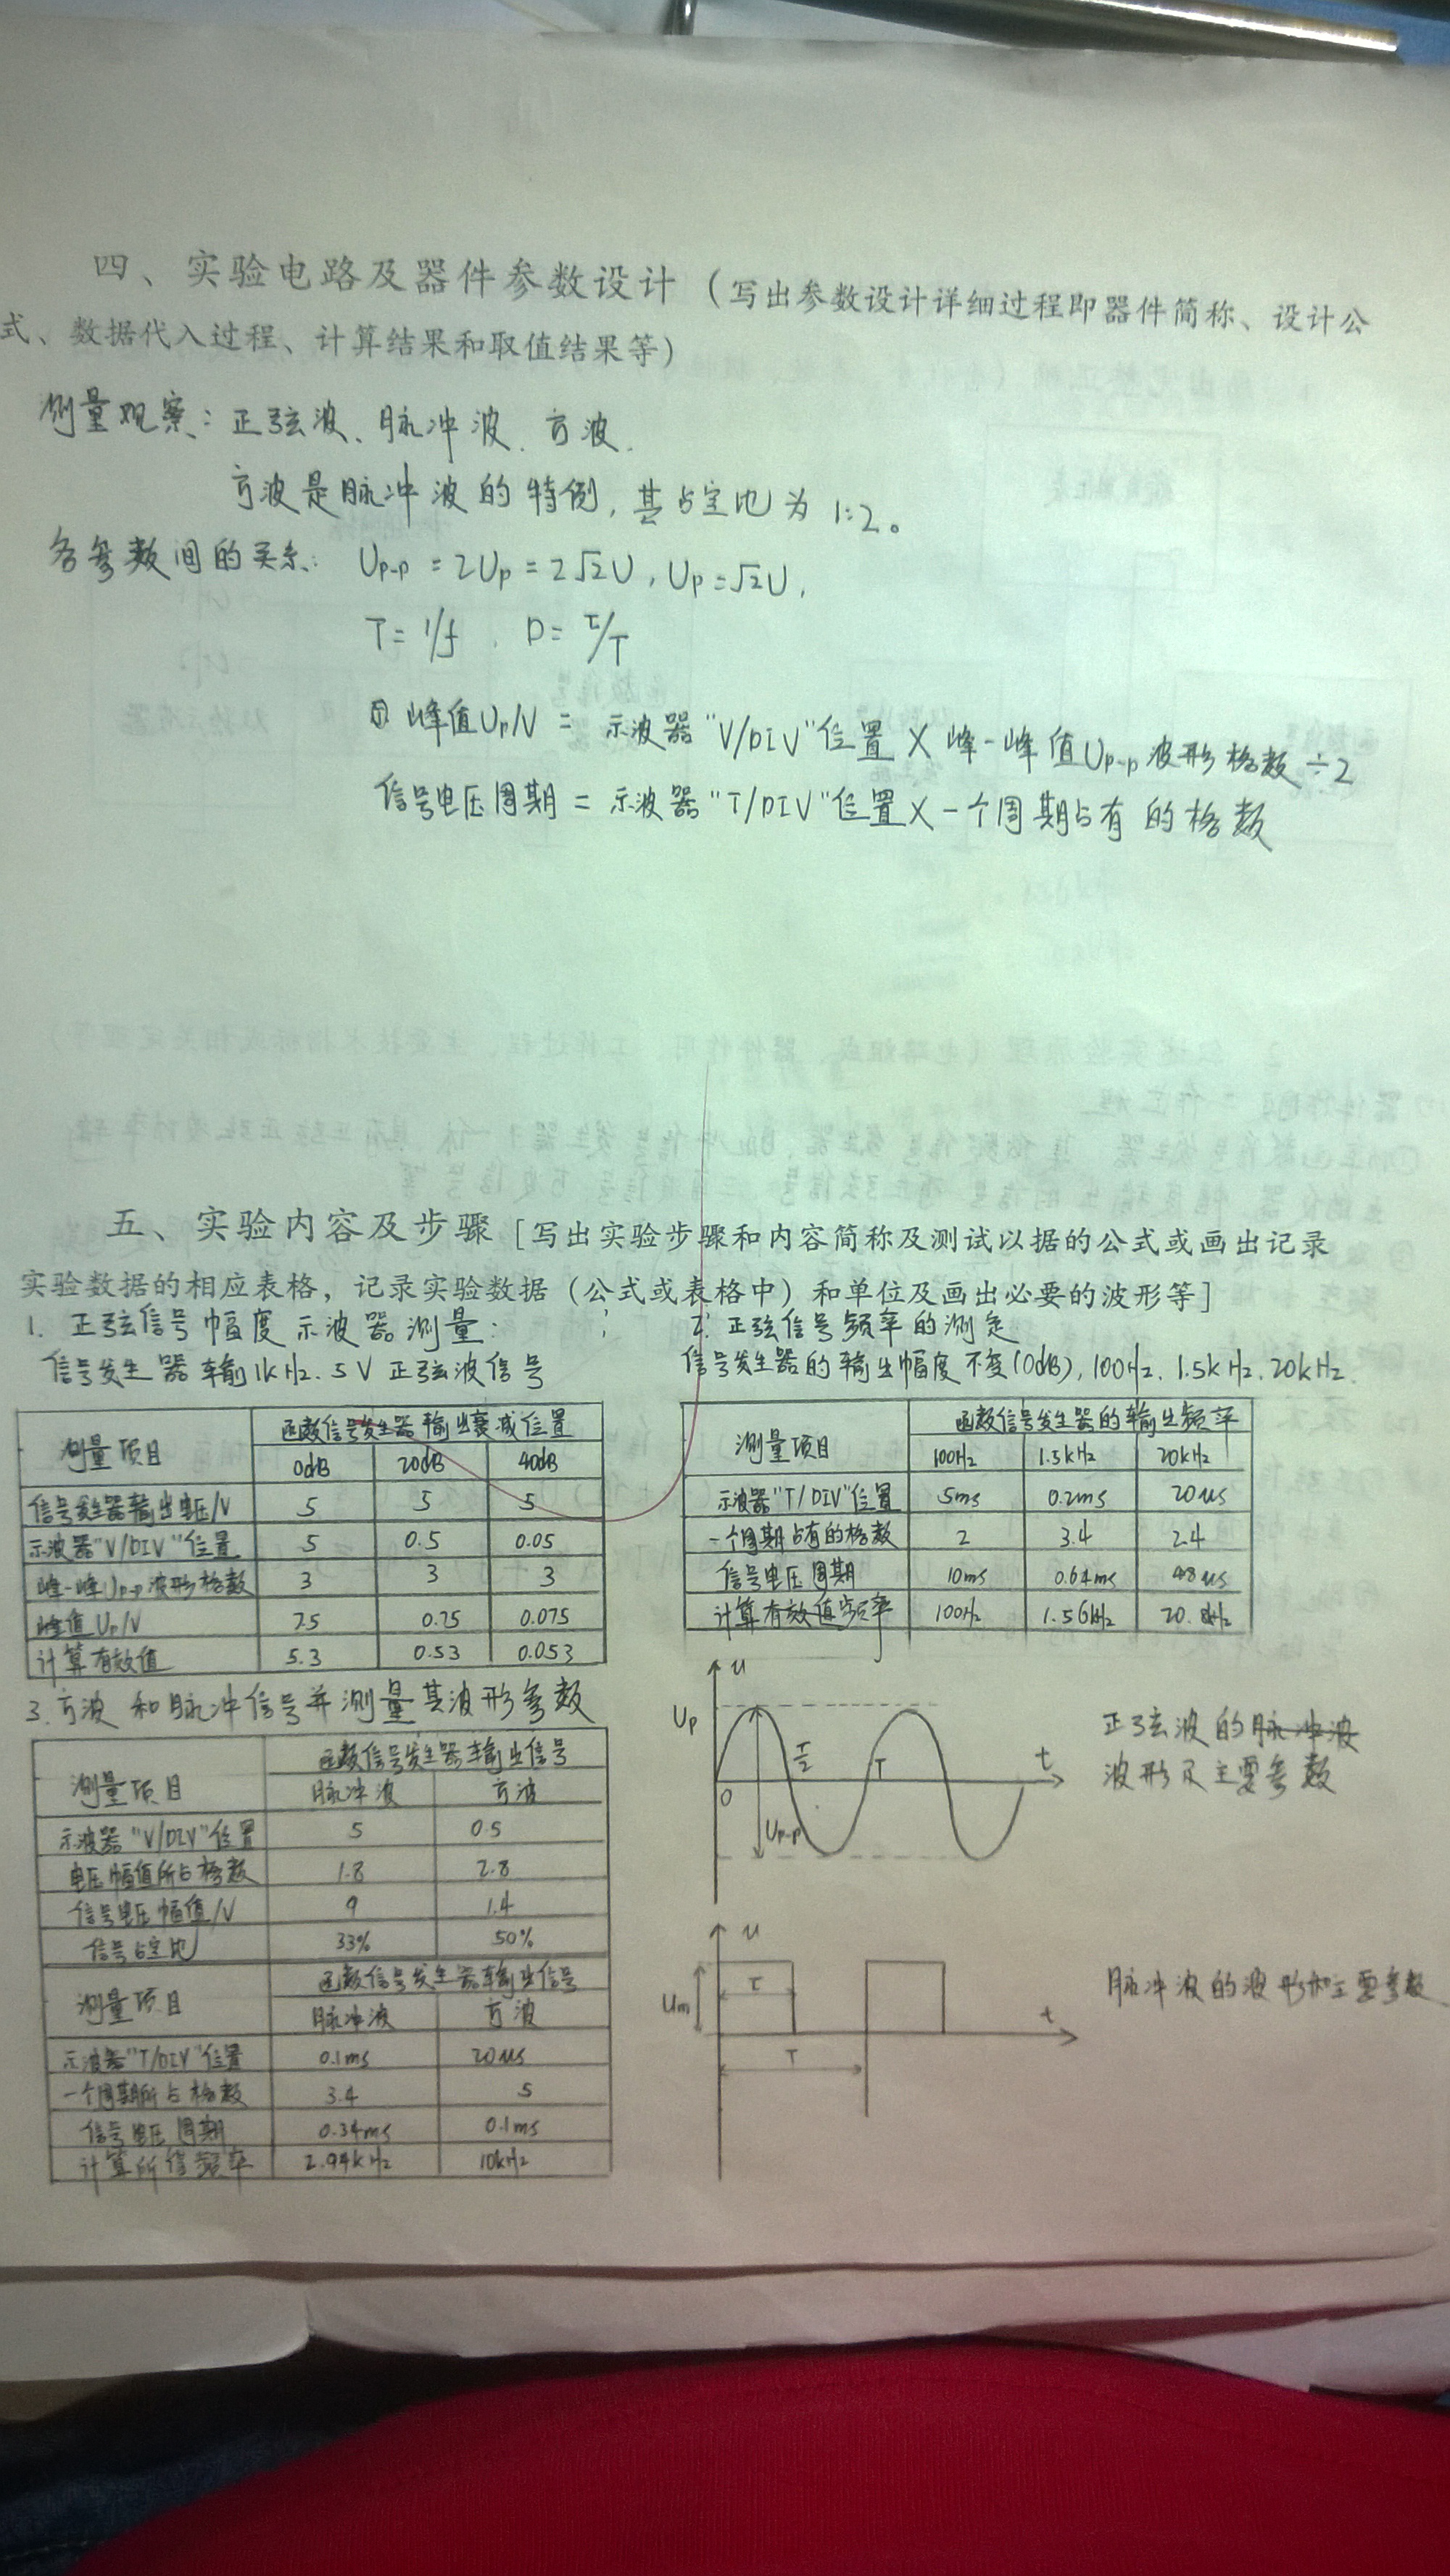 四、实验电路及器件参数设计（写出参数设计详细过程即器件简称、设计公
式、数据代入过程、计算结果和取值结果等）
测量观察：正弦波、脉冲波、方波.
方波是脉冲波的特例，其占空比为1:2。
各参数间的关系： Up-p = 2Up = 2√2U，Up=√2U，
T=1/f . D=τ/T
峰值Up/V = 示波器"V/DIV"位置×峰-峰值Up-p波形格数÷2
信号电压周期 = 示波器"T/DIV"位置×一个周期占有的格数
五、实验内容及步骤［写出实验步骤和内容简称及测试以据的公式或画出记录
实验数据的相应表格，记录实验数据（公式或表格中）和单位及画出必要的波形等］
1. 正弦信号幅度示波器测量：
信号发生器输出1kHz.5V正弦波信号
测量项目 函数信号发生器输出衰减位置
0dB 20dB 40dB
信号发生器输出电压/V 5 5 5
示波器"V/DIV"位置 5 0.5 0.05
峰-峰Up-p波形格数 3 3 3
峰值Up/V 7.5 0.75 0.075
计算有效值 5.3 0.53 0.053
2. 正弦信号频率的测定
信号发生器的输出幅度不变(0dB), 100Hz. 1.5kHz. 20kHz.
测量项目 函数信号发生器的输出频率
100Hz 1.5kHz 20kHz
示波器"T/DIV"位置 5ms 0.2ms 20us
一个周期占有的格数 2 3.4 2.4
信号电压周期 10ms 0.64ms 48us
计算有效值频率 100Hz 1.56kHz 20.8kHz
3. 方波和脉冲信号并测量其波形参数
测量项目 函数信号发生器输出信号
脉冲波 方波
示波器"V/DIV"位置 5 0.5
电压幅值所占格数 1.8 2.8
信号电压幅值/V 9 1.4
信号占空比 33% 50%
测量项目 函数信号发生器输出信号
脉冲波 方波
示波器"T/DIV"位置 0.1ms 20us
一个周期所占格数 3.4 5
信号电压周期 0.34ms 0.1ms
计算所信频率 2.94kHz 10kHz
u
Up
T/2
T
t
0
Up-p
正弦波的脉冲波
波形及主要参数
u
Um
τ
T
t
脉冲波的波形和主要参数